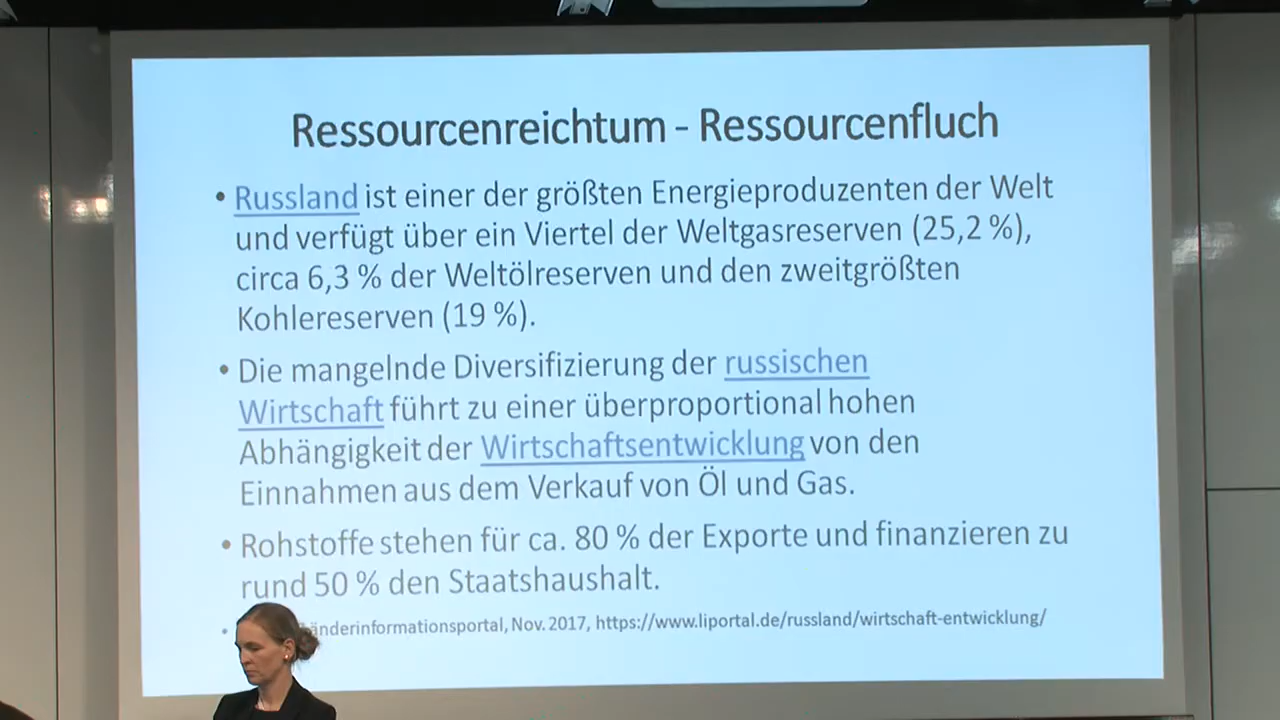 Ressourcenreichtum - Ressourcenfluch
• Russland ist einer der größten Energieproduzenten der Welt
und verfügt über ein Viertel der Weltgasreserven (25,2 %),
circa 6,3 % der Weltölreserven und den zweitgrößten
Kohlereserven (19 %).
• Die mangelnde Diversifizierung der russischen
Wirtschaft führt zu einer überproportional hohen
Abhängigkeit der Wirtschaftsentwicklung von den
Einnahmen aus dem Verkauf von Öl und Gas.
• Rohstoffe stehen für ca. 80 % der Exporte und finanzieren zu
rund 50 % den Staatshaushalt.
• änderinformationsportal, Nov. 2017, https://www.liportal.de/russland/wirtschaft-entwicklung/